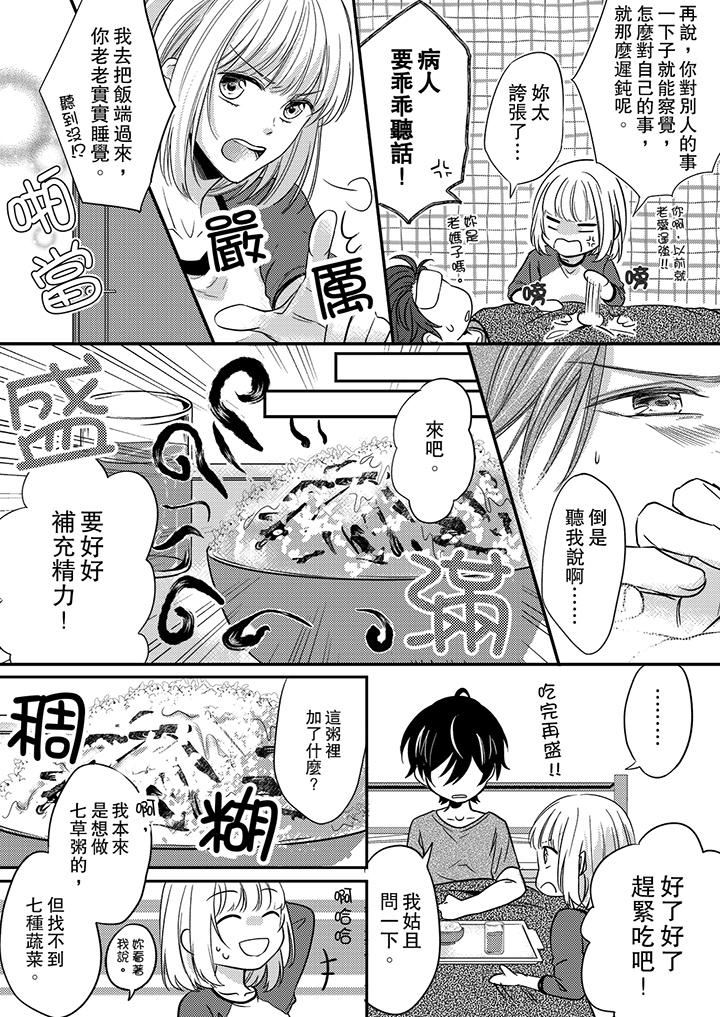 再說，你對別人的事
一下子就能察覺，
怎麼對自己的事，
就那麼遲鈍呢。
你啊，以前就
老愛逞強!!
妳太
誇張了！
嗙
嗙
病人
要乖乖聽話！
妳是
老媽子嗎。
我去把飯端過來，
你老老實實睡覺。
聽到沒!?
嚴
厲
啪
當
倒是
聽我說啊……
來吧。
盛
滿
要好好
補充精力！
………
吃完再盛!!
好了好了
趕緊吃吧！
我姑且
問一下。
這粥裡
加了什麼？
稠
糊
啊，
我本來
是想做
七草粥的，
但找不到
七種蔬菜。
啊哈哈
妳看著
我說。